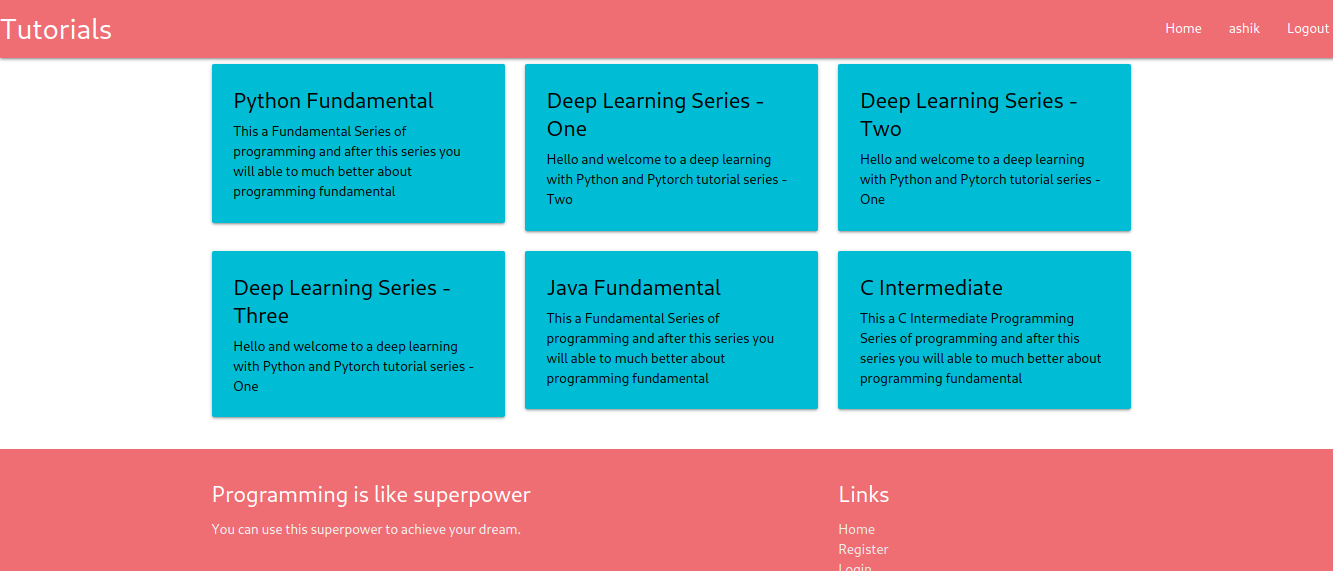 Tutorials
Home
ashik
Logout
Python Fundamental
This a Fundamental Series of
programming and after this series you
will able to much better about
programming fundamental
Deep Learning Series -
One
Hello and welcome to a deep learning
with Python and Pytorch tutorial series -
Two
Deep Learning Series -
Two
Hello and welcome to a deep learning
with Python and Pytorch tutorial series -
One
Deep Learning Series -
Three
Hello and welcome to a deep learning
with Python and Pytorch tutorial series -
One
Java Fundamental
This a Fundamental Series of
programming and after this series you
will able to much better about
programming fundamental
C Intermediate
This a C Intermediate Programming
Series of programming and after this
series you will able to much better about
programming fundamental
Programming is like superpower
You can use this superpower to achieve your dream.
Links
Home
Register
Login